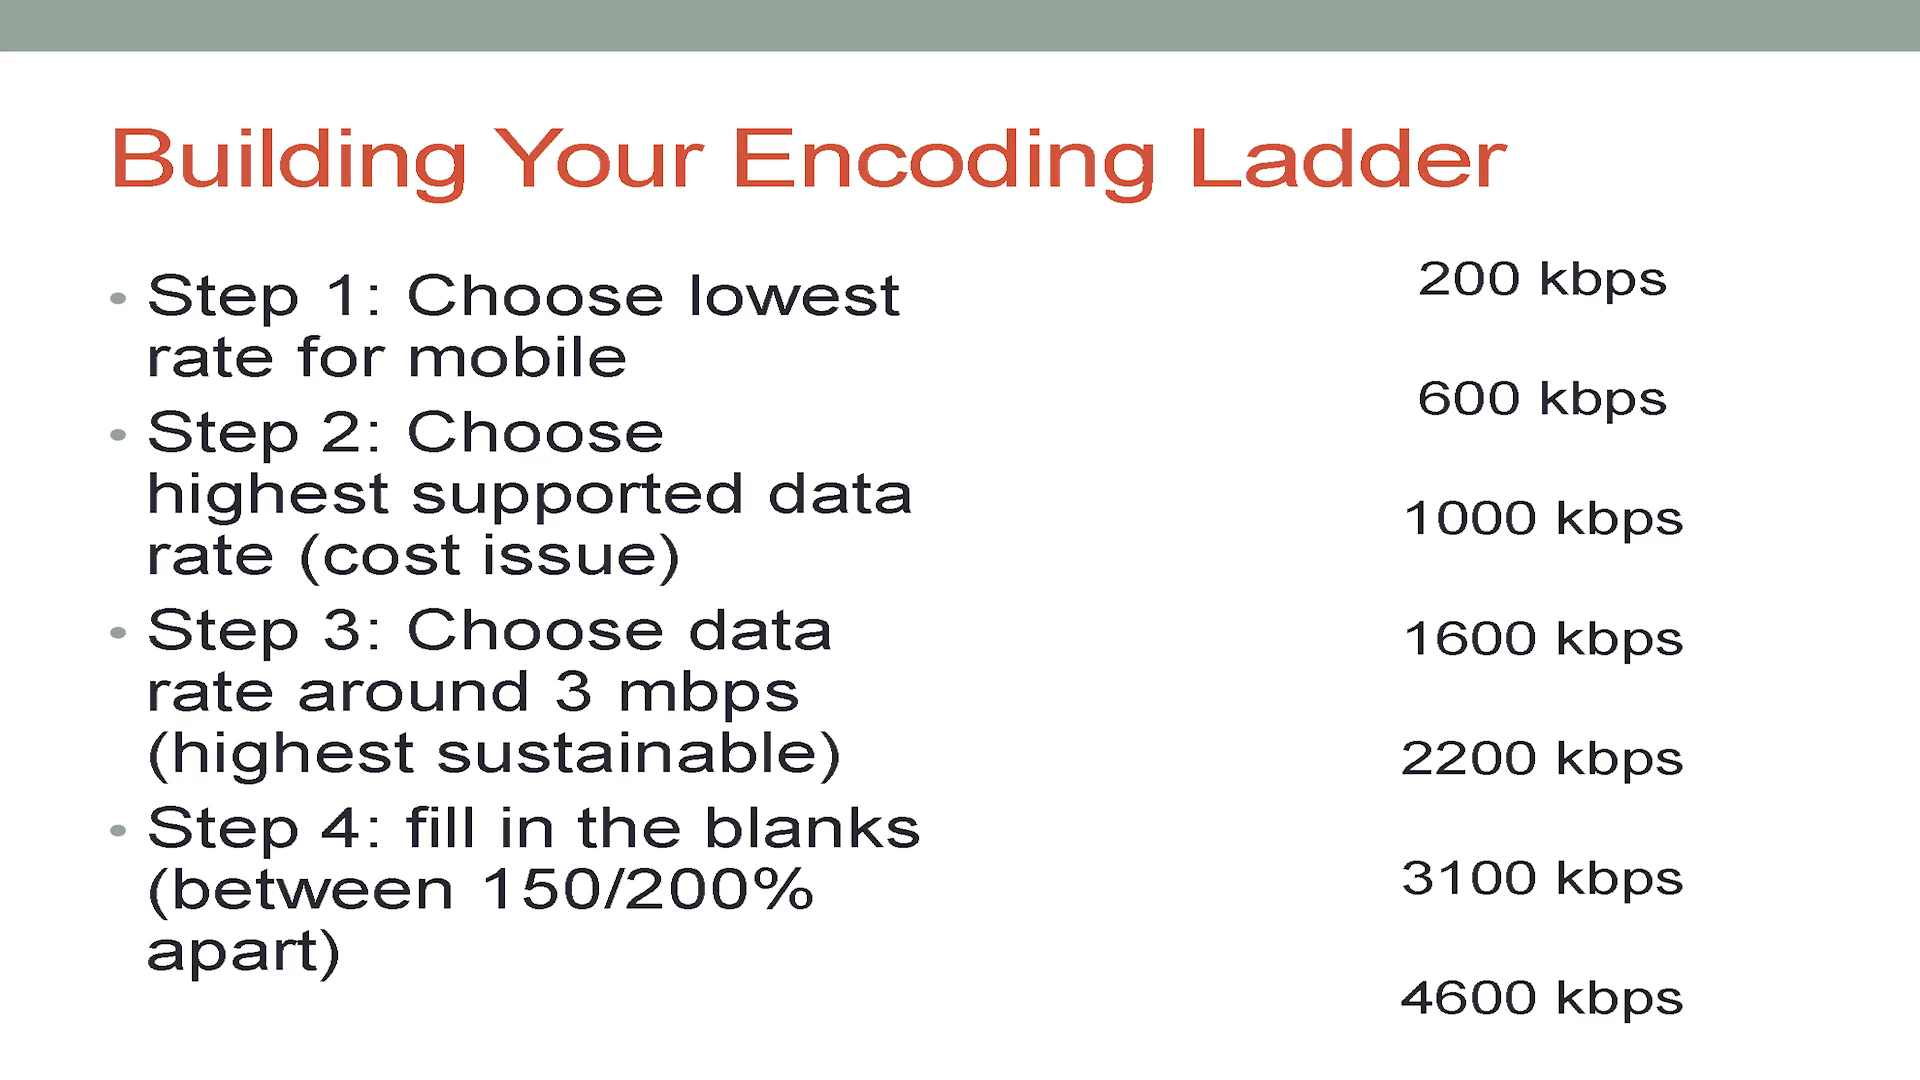 Building Your Encoding Ladder
• Step 1: Choose lowest
rate for mobile
• Step 2: Choose
highest supported data
rate (cost issue)
• Step 3: Choose data
rate around 3 mbps
(highest sustainable)
• Step 4: fill in the blanks
(between 150/200%
apart)
200 kbps
600 kbps
1000 kbps
1600 kbps
2200 kbps
3100 kbps
4600 kbps